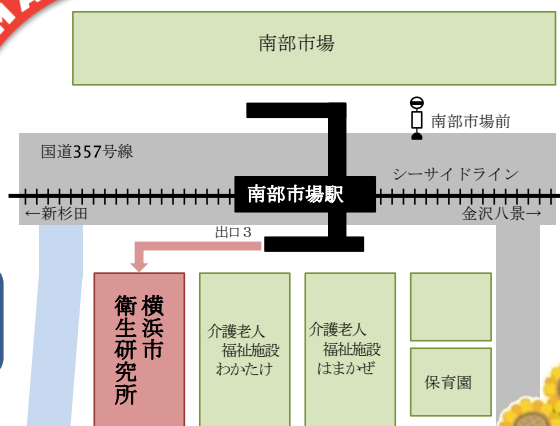 MA
南部市場
南部市場前
国道357号線
シーサイドライン
南部市場駅
←新杉田
金沢八景→
出口３
横浜市
衛生研究所
介護老人
福祉施設
わかたけ
介護老人
福祉施設
はまかぜ
保育園